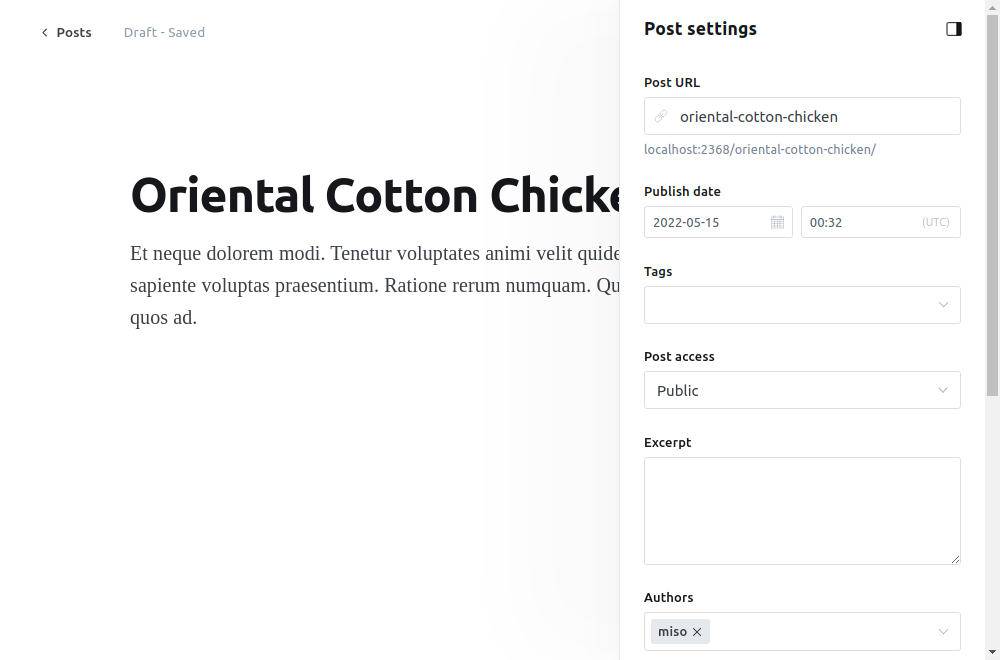 Posts
Draft - Saved
Post settings
Post URL
oriental-cotton-chicken
localhost:2368/oriental-cotton-chicken/
Oriental Cotton Chicke
Et neque dolorem modi. Tenetur voluptates animi velit quide
sapiente voluptas praesentium. Ratione rerum numquam. Qu
quos ad.
Publish date
2022-05-15
00:32
(UTC)
Tags
Post access
Public
Excerpt
Authors
miso